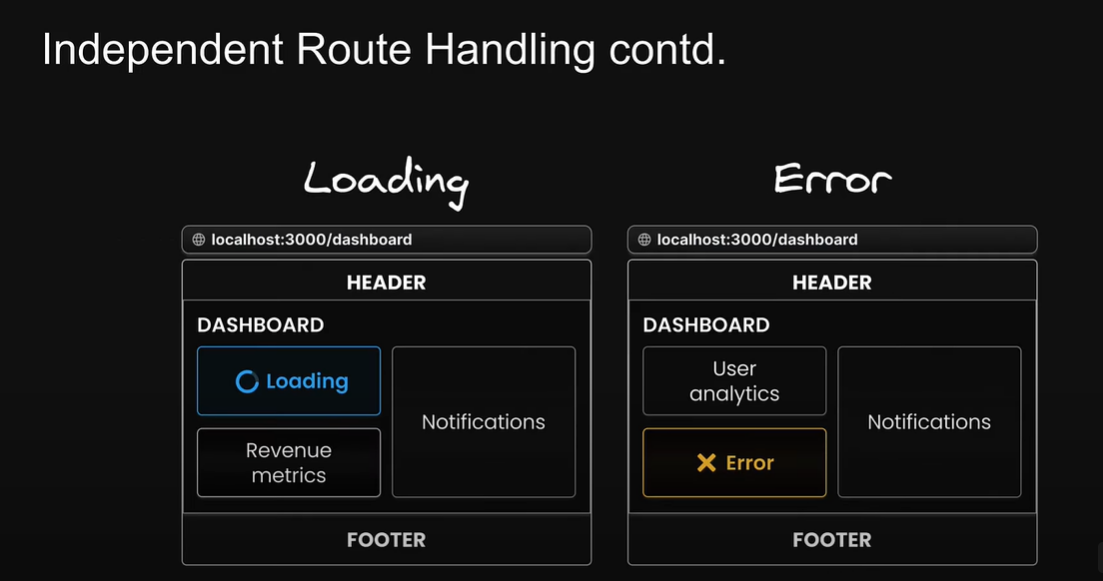 Independent Route Handling contd.
Loading
localhost:3000/dashboard
HEADER
DASHBOARD
Loading
Revenue
metrics
Notifications
FOOTER
Error
localhost:3000/dashboard
HEADER
DASHBOARD
User
analytics
Error
Notifications
FOOTER